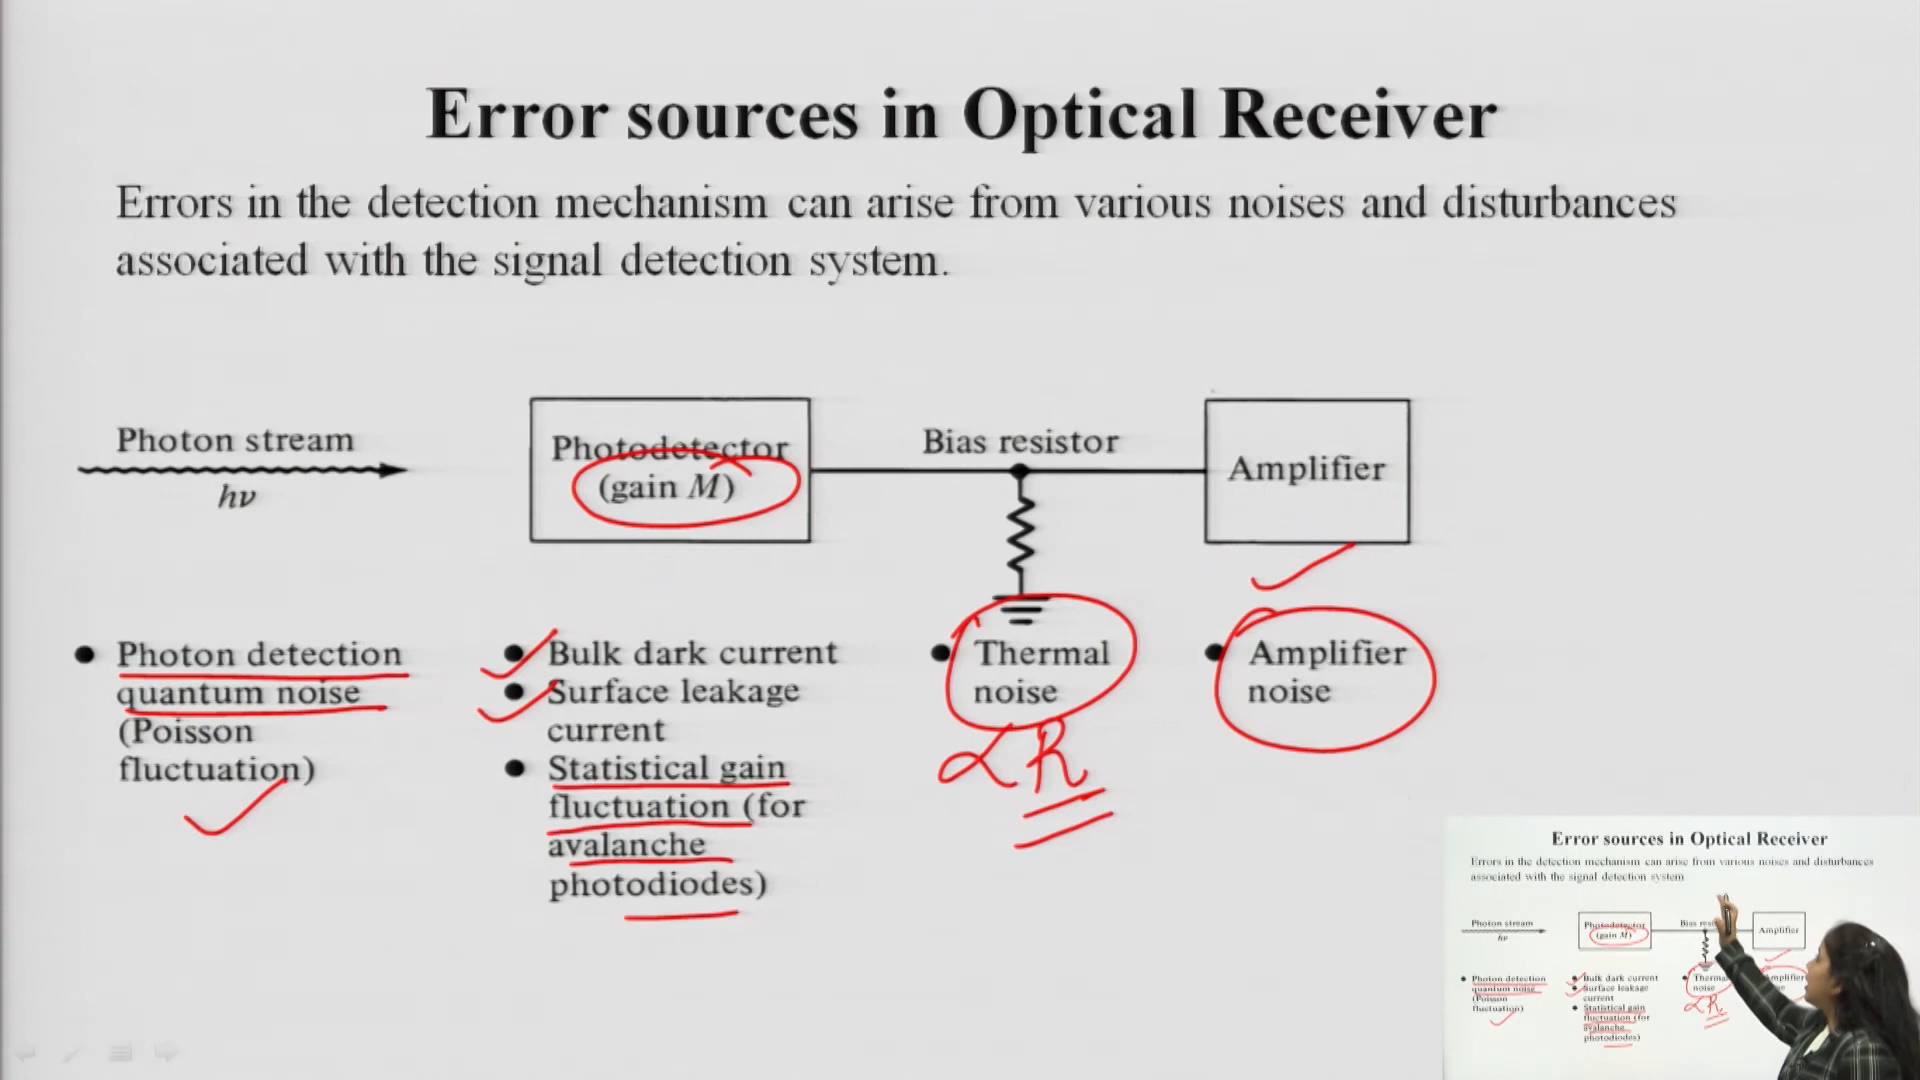 Error sources in Optical Receiver
Errors in the detection mechanism can arise from various noises and disturbances
associated with the signal detection system.
Photon stream
hν
Photodetector
(gain M)
Bias resistor
Amplifier
• Photon detection
quantum noise
(Poisson
fluctuation)
• Bulk dark current
• Surface leakage
current
• Statistical gain
fluctuation (for
avalanche
photodiodes)
• Thermal
noise
∝ R
• Amplifier
noise
Error sources in Optical Receiver
Errors in the detection mechanism can arise from various noises and disturbances
associated with the signal detection system
Photon stream
hν
Photodetector
(gain M)
Bias
Amplifier
• Photon detection
quantum noise
(Poisson
fluctuation)
• Bulk dark current
• Surface leakage
current
• Statistical gain
fluctuation (for
avalanche
photodiodes)
noise
∝ R